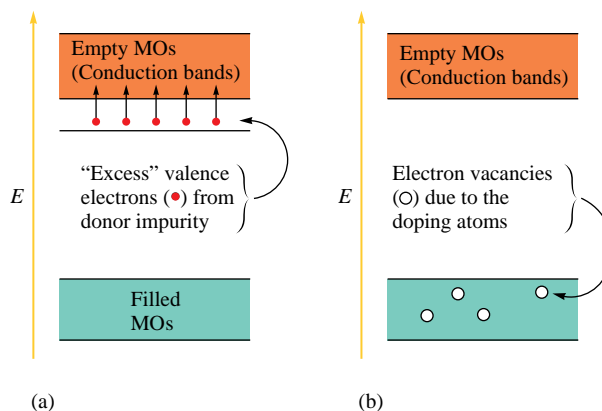 E
Empty MOs
(Conduction bands)
“Excess” valence
electrons (•) from
donor impurity
Filled
MOs
(a)
E
Empty MOs
(Conduction bands)
Electron vacancies
(○) due to the
doping atoms
(b)